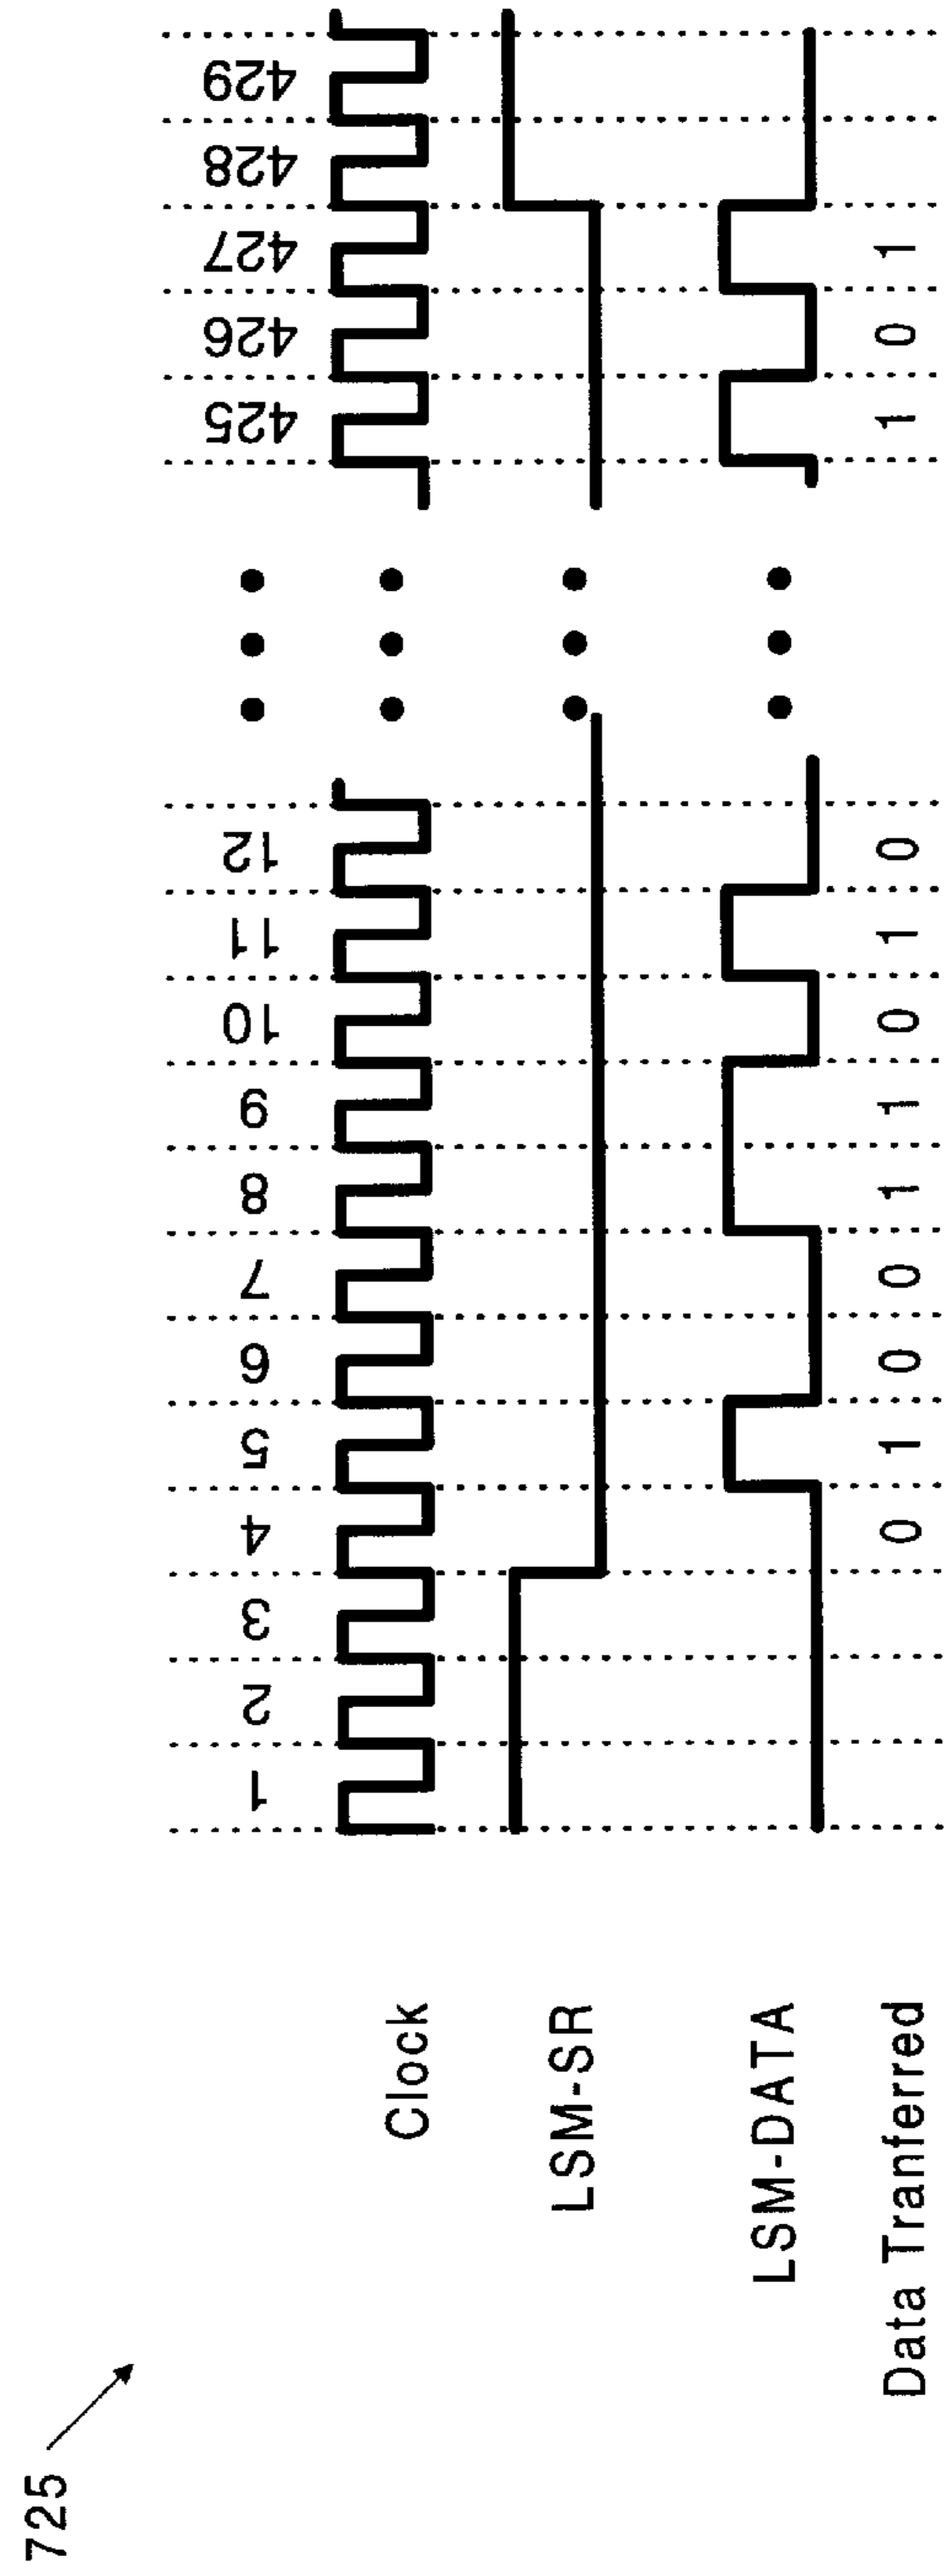 725
1 2 3 4 5 6 7 8 9 10 11 12 425 426 427 428 429
Clock
LSM-SR
LSM-DATA
Data Tranferred 0 1 0 0 1 1 0 1 0 1 0 1